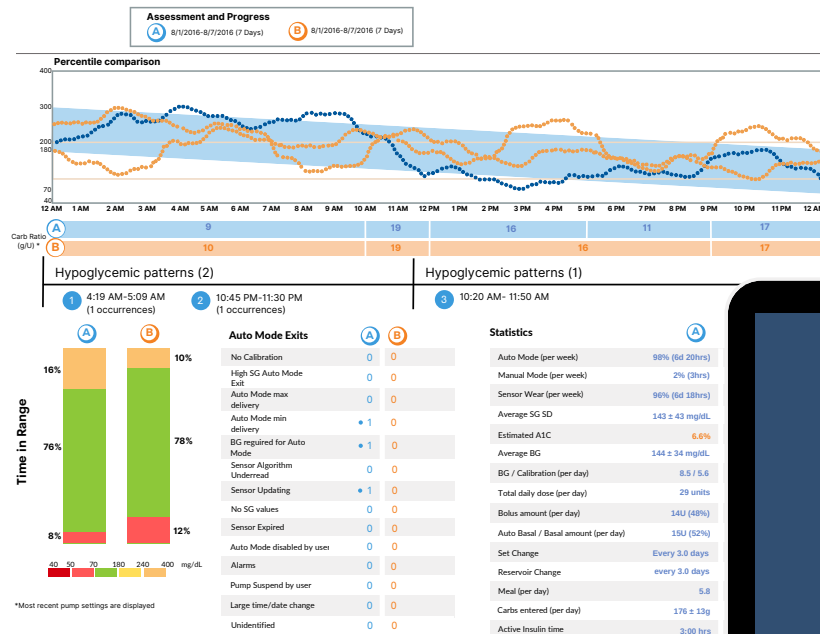 Assessment and Progress
A 8/1/2016-8/7/2016 (7 Days) B 8/1/2016-8/7/2016 (7 Days)
Percentile comparison
400
300
200
180
70
40
12 AM 1 AM 2 AM 3 AM 4 AM 5 AM 6 AM 7 AM 8 AM 9 AM 10 AM 11 AM 12 PM 1 PM 2 PM 3 PM 4 PM 5 PM 6 PM 7 PM 8 PM 9 PM 10 PM 11 PM 12 AM
Carb Ratio
(g/U) *
A 9 19 16 11 17
B 10 19 16 17
Hypoglycemic patterns (2)
Hypoglycemic patterns (1)
1 4:19 AM-5:09 AM
(1 occurrences)
2 10:45 PM-11:30 PM
(1 occurrences)
3 10:20 AM- 11:50 AM
Time in Range
A B
16% 10%
76% 78%
8% 12%
40 50 70 180 240 400 mg/dL
*Most recent pump settings are displayed
Auto Mode Exits A B
No Calibration 0 0
High SG Auto Mode
Exit 0 0
Auto Mode max
delivery 0 0
Auto Mode min
delivery • 1 0
BG reguired for Auto
Mode • 1 0
Sensor Algorithm
Underread 0 0
Sensor Updating • 1 0
No SG values 0 0
Sensor Expired 0 0
Auto Mode disabled by user 0 0
Alarms 0 0
Pump Suspend by user 0 0
Large time/date change 0 0
Unidentified 0 0
Statistics A
Auto Mode (per week) 98% (6d 20hrs)
Manual Mode (per week) 2% (3hrs)
Sensor Wear (per week) 96% (6d 18hrs)
Average SG SD 143 ± 43 mg/dL
Estimated A1C 6.6%
Average BG 144 ± 34 mg/dL
BG / Calibration (per day) 8.5 / 5.6
Total daily dose (per day) 29 units
Bolus amount (per day) 14U (48%)
Auto Basal / Basal amount (per day) 15U (52%)
Set Change Every 3.0 days
Reservoir Change every 3.0 days
Meal (per day) 5.8
Carbs entered (per day) 176 ± 13g
Active Insulin time 3:00 hrs